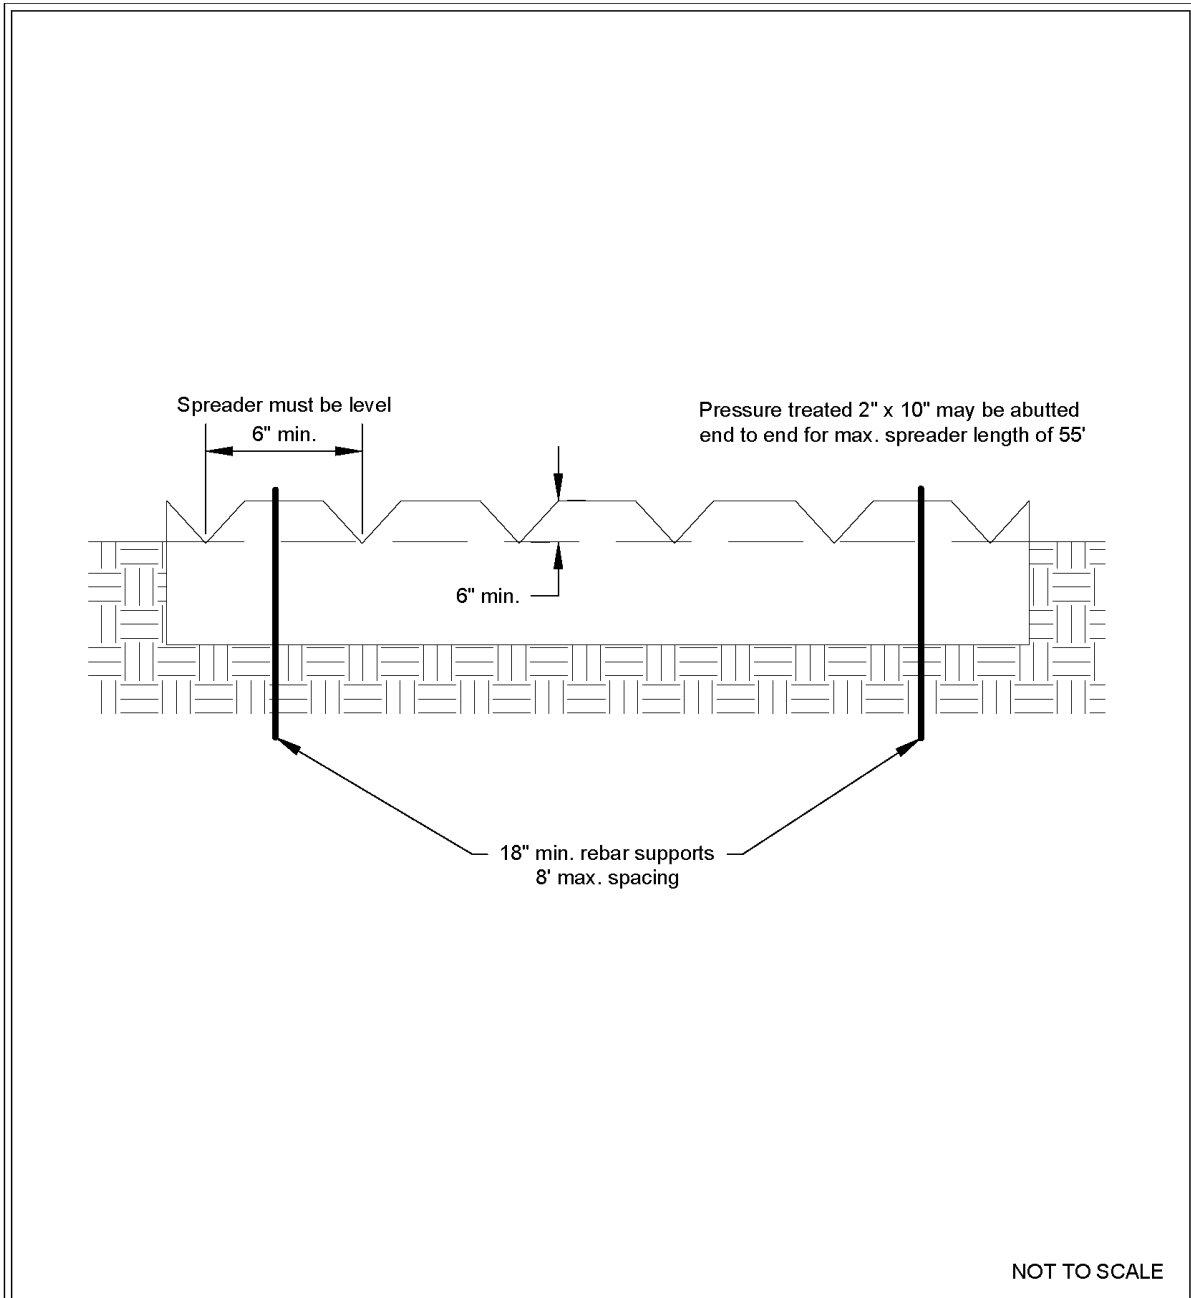 Spreader must be level
6" min.
Pressure treated 2" x 10" may be abutted
end to end for max. spreader length of 55'
6" min.
18" min. rebar supports
8' max. spacing
NOT TO SCALE